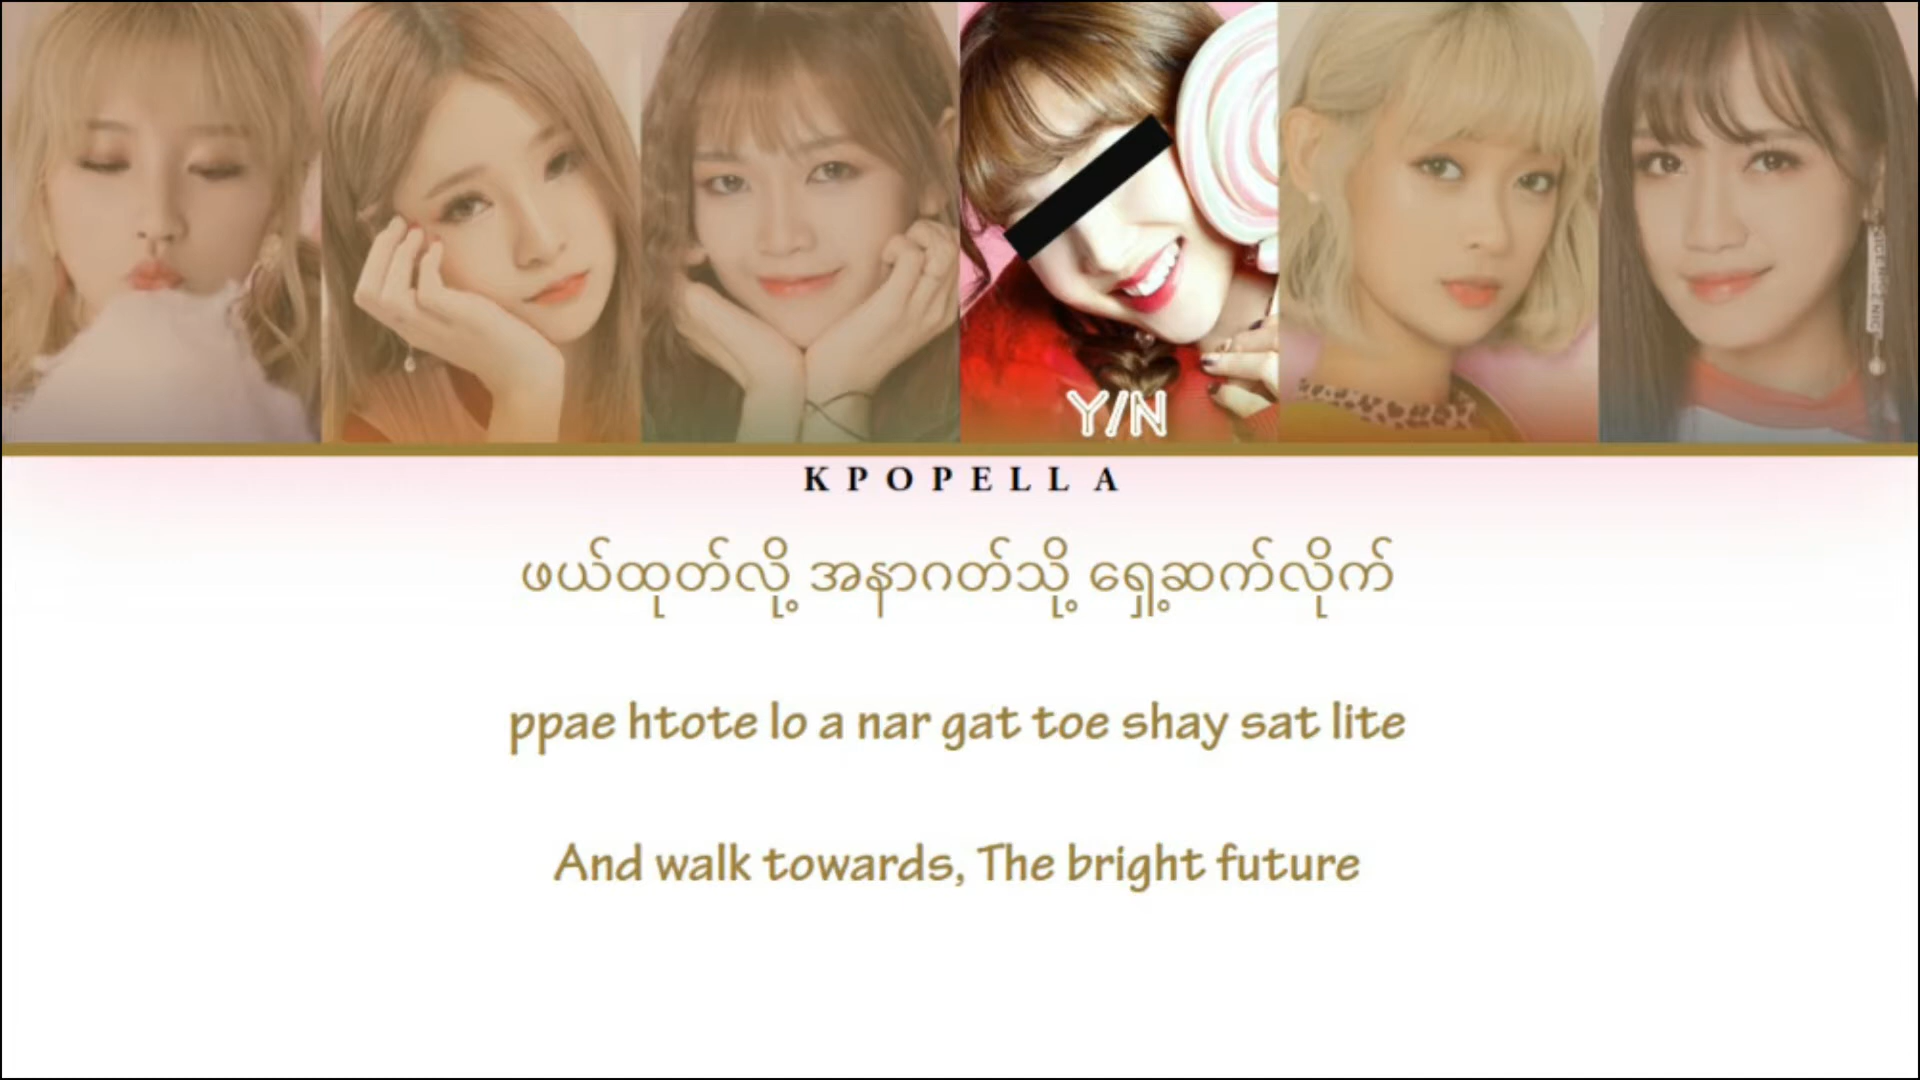 Y/N
KPOPELLA
ဖယ်ထုတ်လို့ အနာဂတ်သို့ ရှေ့ဆက်လိုက်
ppae htote lo a nar gat toe shay sat lite
And walk towards, The bright future